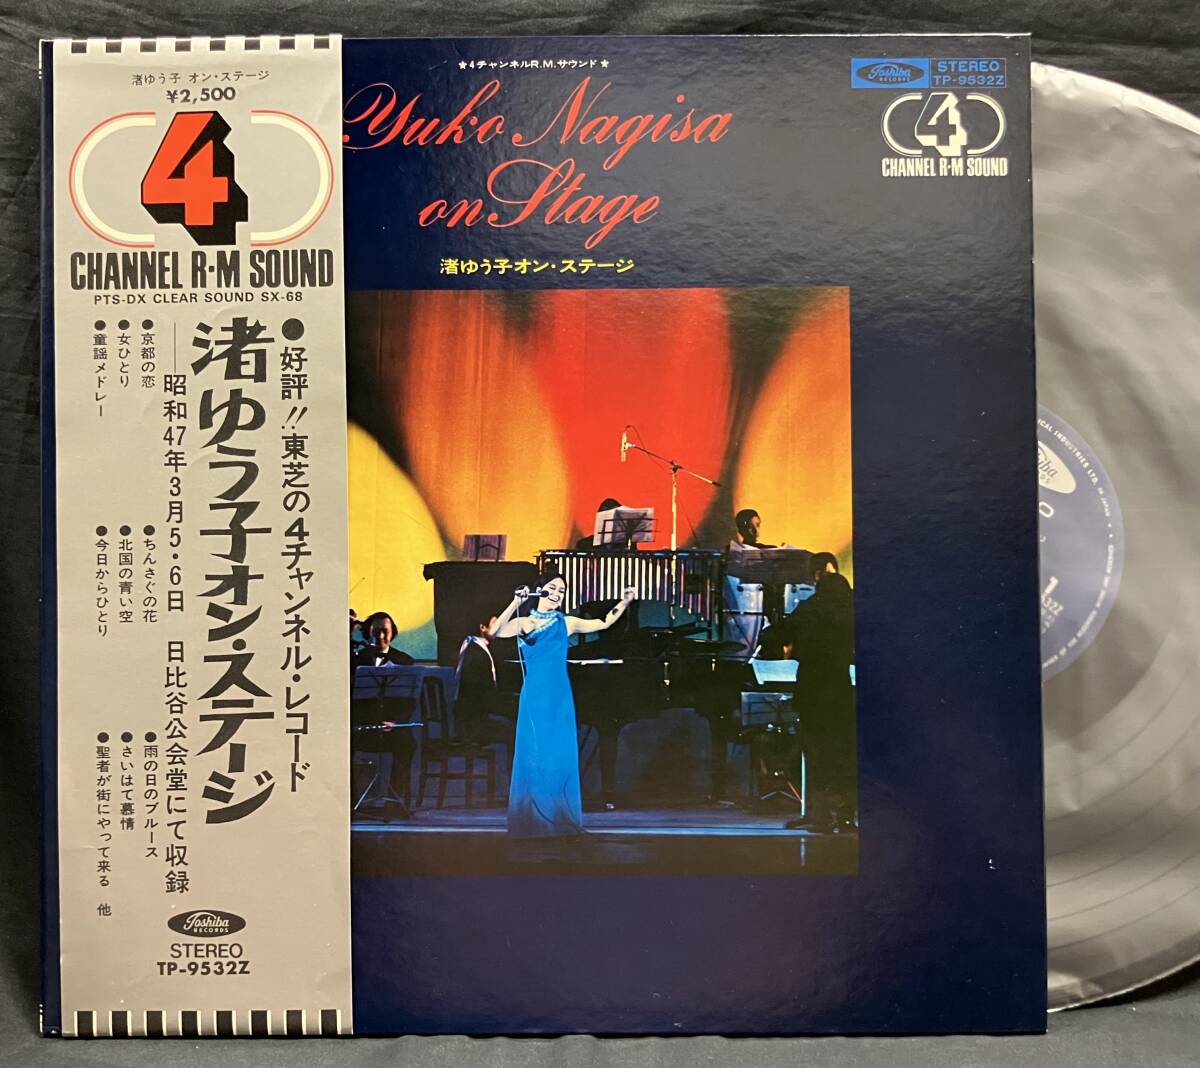 渚ゆう子 オン・ステージ
¥2,500
4
CHANNEL R·M SOUND
PTS-DX CLEAR SOUND SX-68
●好評!!東芝の4チャンネル・レコード
渚ゆう子オン・ステージ
──昭和47年3月5・6日 日比谷公会堂にて収録
●京都の恋
●女ひとり
●童謡メドレー
●ちんさぐの花
●北国の青い空
●今日からひとり
●雨の日のブルース
●さいはて慕情
●聖者が街にやって来る 他
Toshiba
RECORDS
STEREO
TP-9532Z
★4チャンネルR.M.サウンド★
Yuko Nagisa
on Stage
渚ゆう子オン・ステージ
Toshiba
RECORDS
STEREO
TP-9532Z
4
CHANNEL R·M SOUND